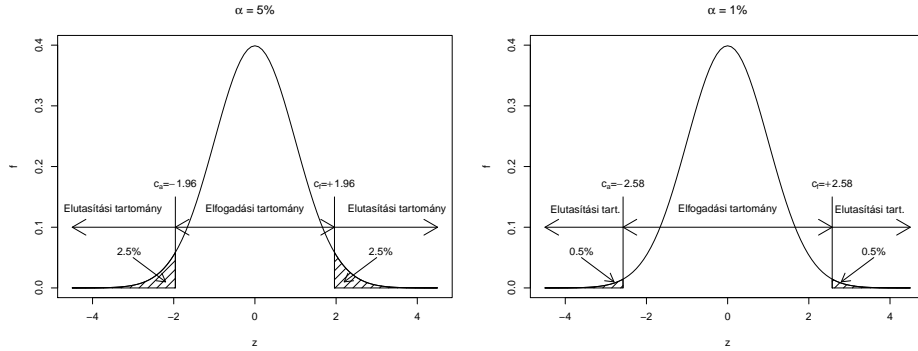 α = 5%
0.4
0.3
0.2
0.1
0.0
f
cₐ=−1.96
c_f=+1.96
Elutasítási tartomány
Elfogadási tartomány
Elutasítási tartomány
2.5%
2.5%
−4
−2
0
2
4
z
α = 1%
0.4
0.3
0.2
0.1
0.0
f
cₐ=−2.58
c_f=+2.58
Elutasítási tart.
Elfogadási tartomány
Elutasítási tart.
0.5%
0.5%
−4
−2
0
2
4
z